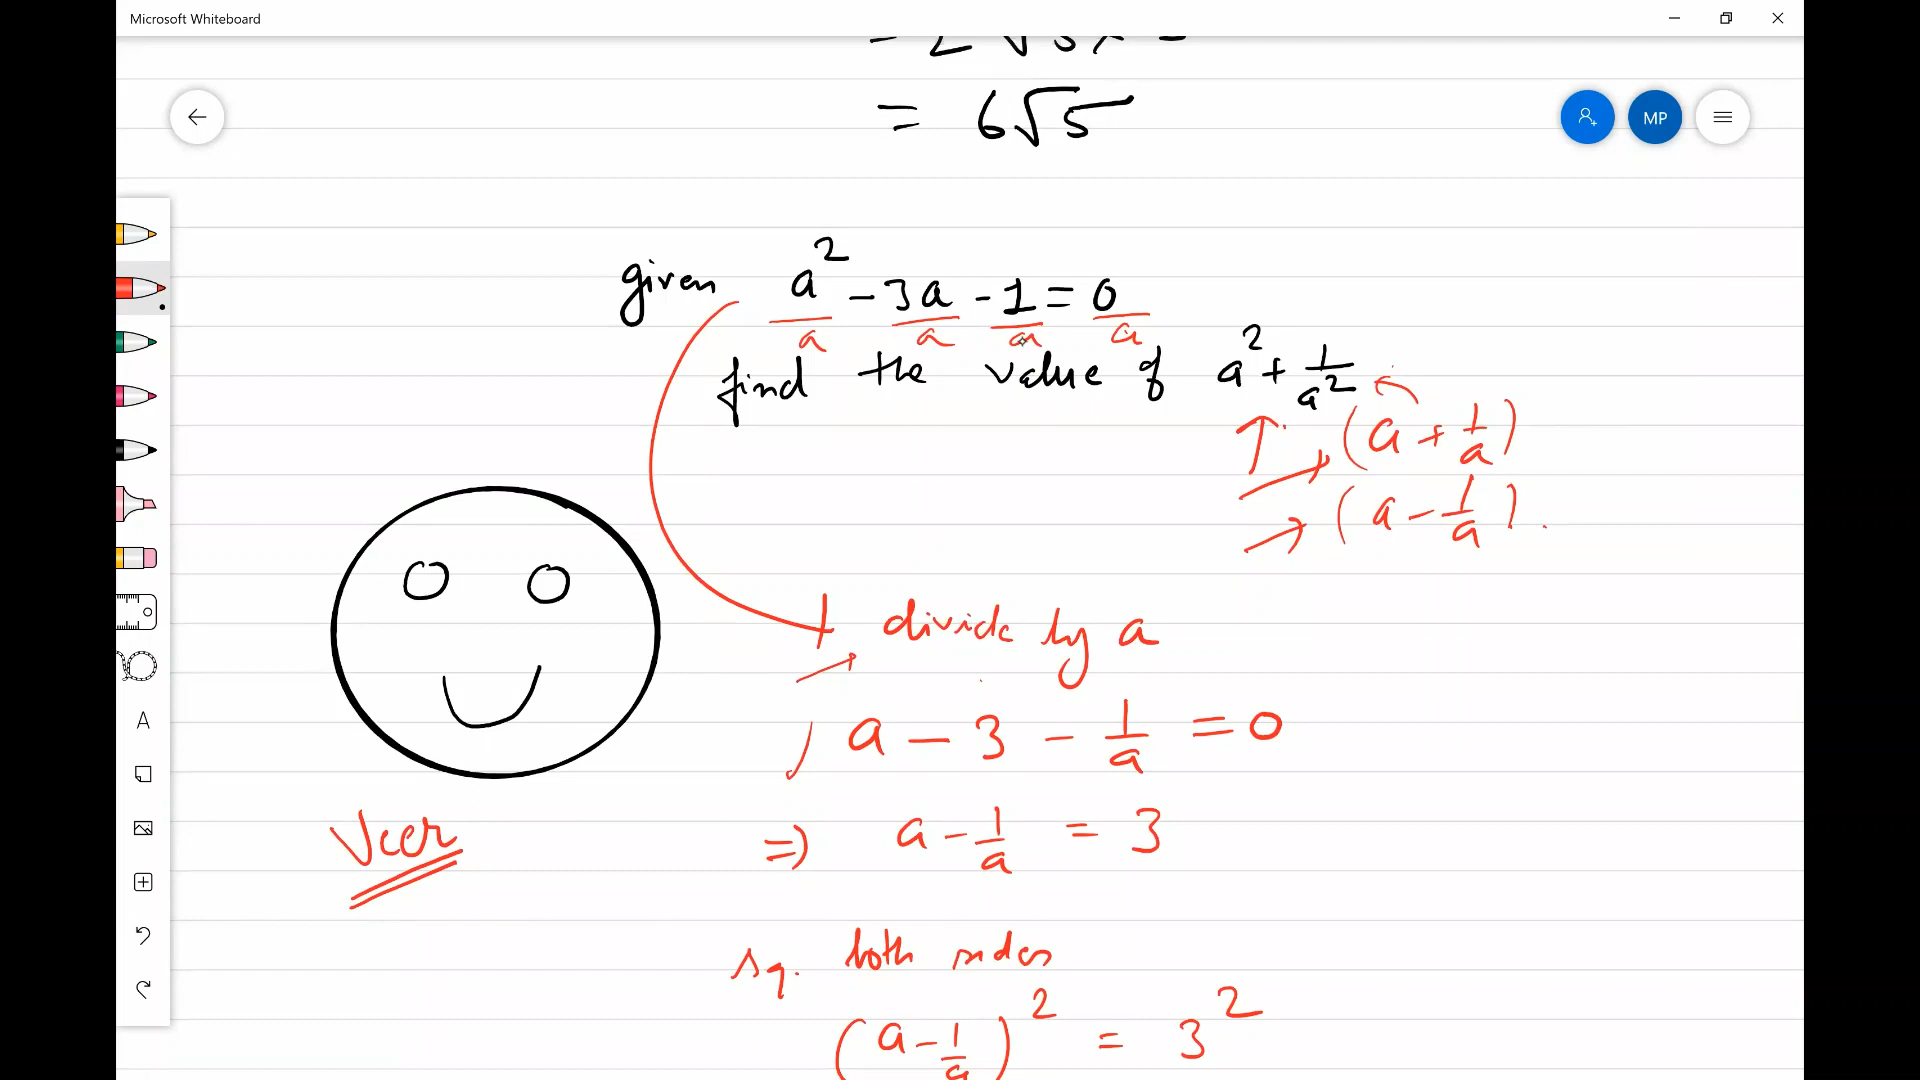 Microsoft Whiteboard
= 6√5
MP
given a² - 3a - 1 = 0
a a a a
find the value of a² + 1/a²
(a + 1/a)
(a - 1/a).
divide by a
A
a - 3 - 1/a = 0
⇒ a - 1/a = 3
Veer
sq. both sides
(a - 1/a)² = 3²